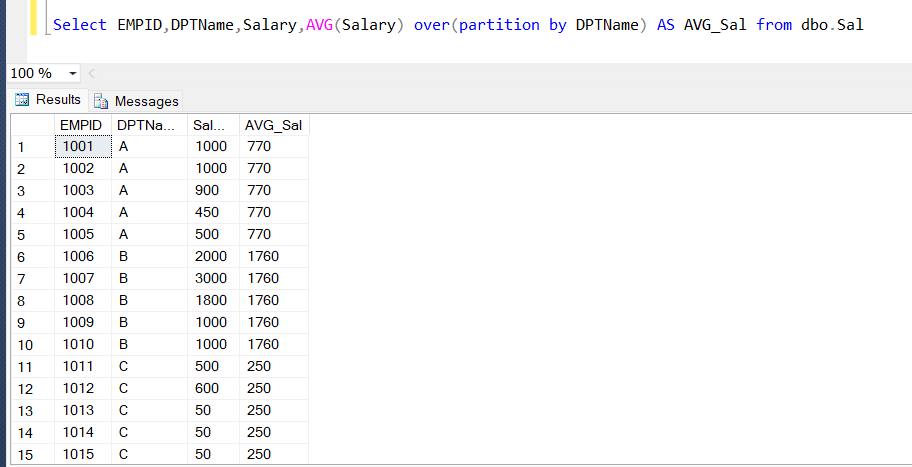 Select EMPID,DPTName,Salary,AVG(Salary) over(partition by DPTName) AS AVG_Sal from dbo.Sal
100 %
Results Messages
EMPID DPTNa... Sal... AVG_Sal
1 1001 A 1000 770
2 1002 A 1000 770
3 1003 A 900 770
4 1004 A 450 770
5 1005 A 500 770
6 1006 B 2000 1760
7 1007 B 3000 1760
8 1008 B 1800 1760
9 1009 B 1000 1760
10 1010 B 1000 1760
11 1011 C 500 250
12 1012 C 600 250
13 1013 C 50 250
14 1014 C 50 250
15 1015 C 50 250